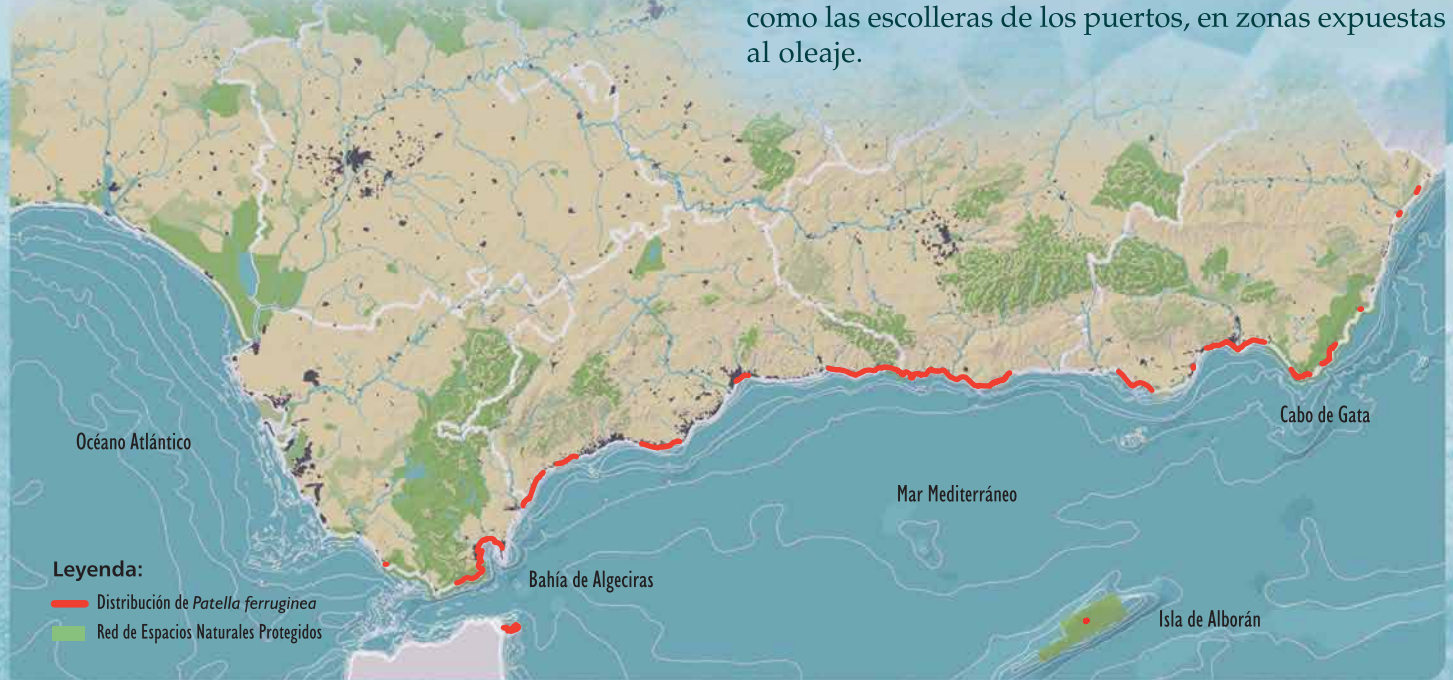 como las escolleras de los puertos, en zonas expuestas
al oleaje.
Océano Atlántico
Cabo de Gata
Mar Mediterráneo
Leyenda:
Distribución de Patella ferruginea
Red de Espacios Naturales Protegidos
Bahía de Algeciras
Isla de Alborán